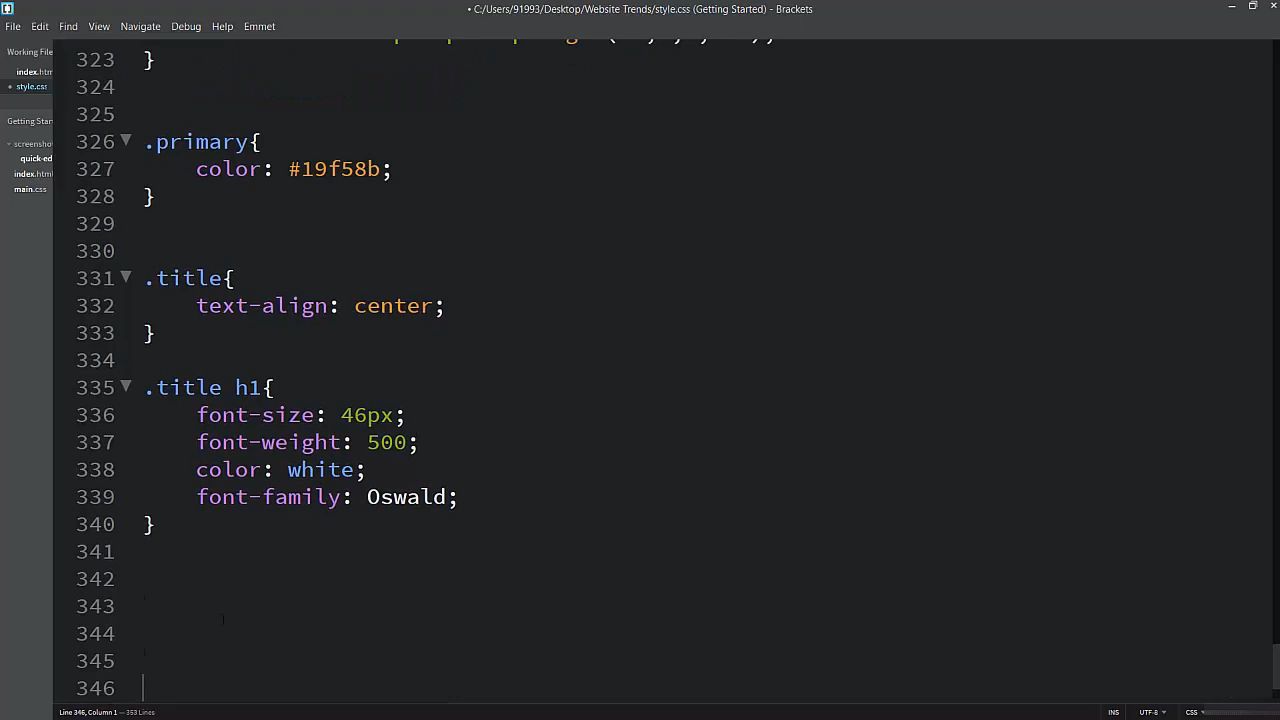 • C:/Users/91993/Desktop/Website Trends/style.css (Getting Started) - Brackets
File Edit Find View Navigate Debug Help Emmet
Working File
index.htm
• style.css
Getting Star
screensho
quick-ed
index.htm
main.css
323 }
324
325
326 .primary{
327 color: #19f58b;
328 }
329
330
331 .title{
332 text-align: center;
333 }
334
335 .title h1{
336 font-size: 46px;
337 font-weight: 500;
338 color: white;
339 font-family: Oswald;
340 }
341
342
343
344
345
346
Line 346, Column 1 — 353 Lines
INS UTF-8 CSS